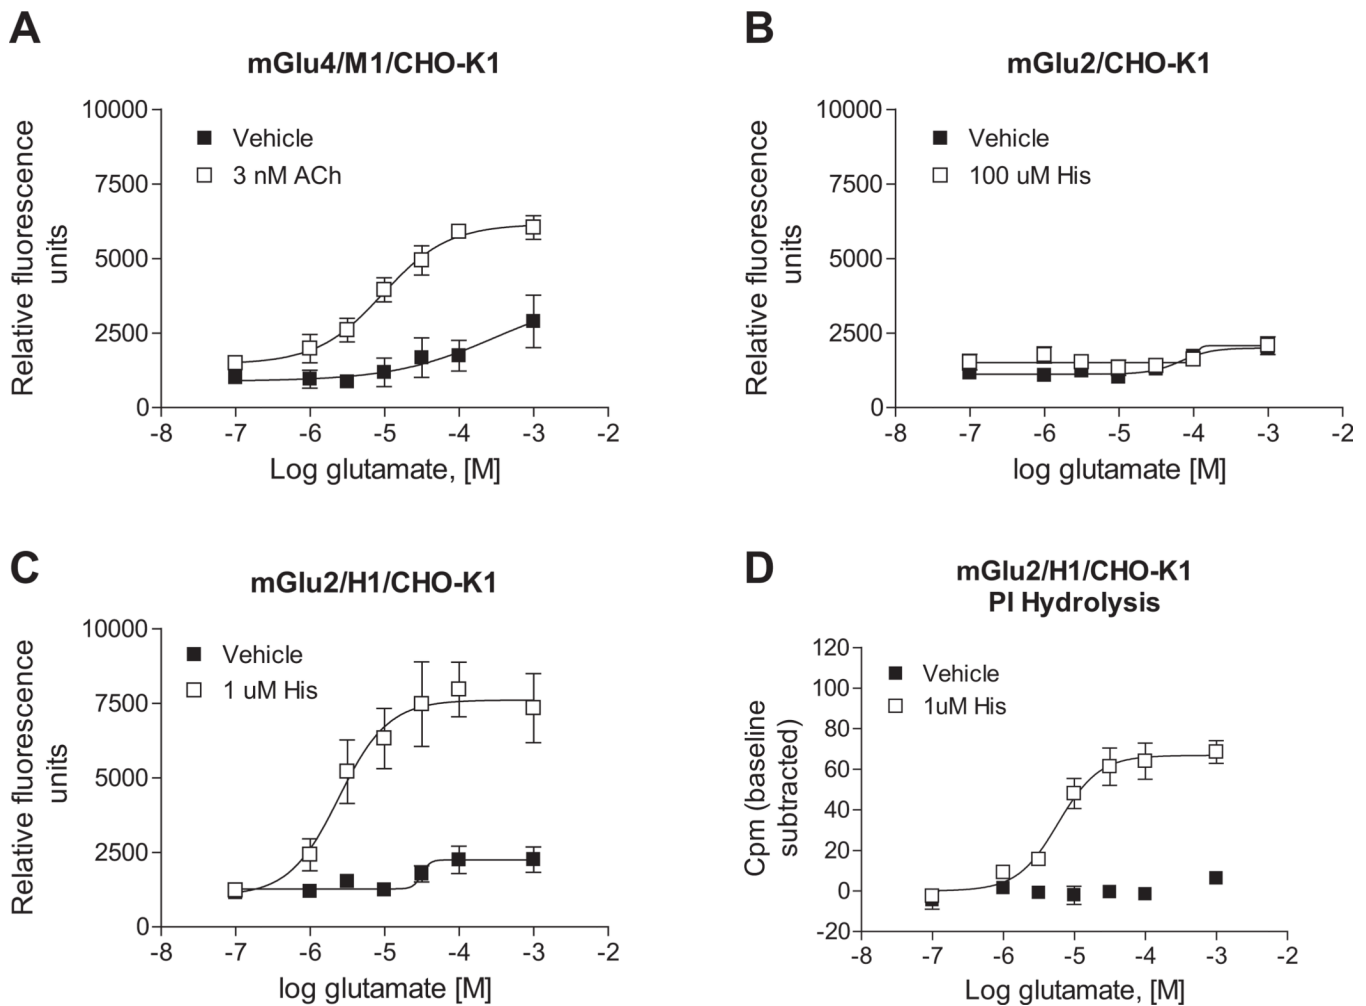 A
mGlu4/M1/CHO-K1
Relative fluorescence
units
10000
7500
5000
2500
0
Vehicle
3 nM ACh
-8 -7 -6 -5 -4 -3 -2
Log glutamate, [M]
B
mGlu2/CHO-K1
Relative fluorescence
units
10000
7500
5000
2500
0
Vehicle
100 uM His
-8 -7 -6 -5 -4 -3 -2
log glutamate [M]
C
mGlu2/H1/CHO-K1
Relative fluorescence
units
10000
7500
5000
2500
0
Vehicle
1 uM His
-8 -7 -6 -5 -4 -3 -2
log glutamate [M]
D
mGlu2/H1/CHO-K1
PI Hydrolysis
Cpm (baseline
subtracted)
120
100
80
60
40
20
0
-20
Vehicle
1uM His
-8 -7 -6 -5 -4 -3 -2
Log glutamate, [M]